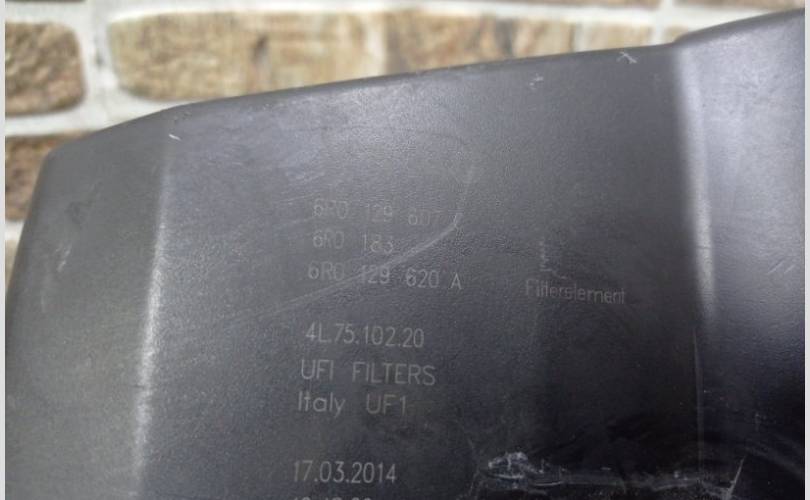 6R0 129 607
6R0 183
6R0 129 620 A
Filterelement
4L.75.102.20
UFI FILTERS
Italy UF1
17.03.2014